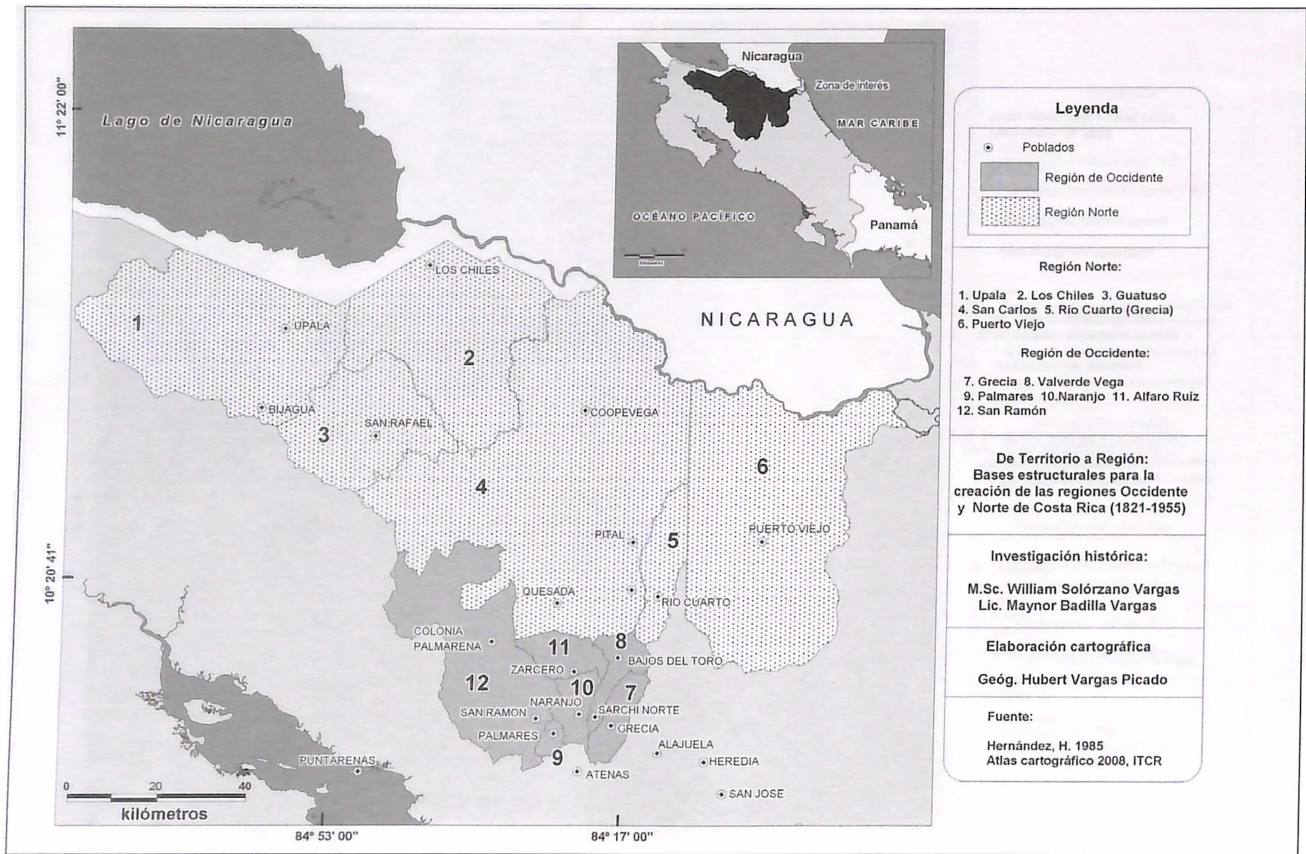 11º 22' 00"
10º 20' 41"
84º 53' 00"
84º 17' 00"
Lago de Nicaragua
NICARAGUA
1
UPALA
2
LOS CHILES
BIJAGUA
3
SAN RAFAEL
COOPEVEGA
4
6
PUERTO VIEJO
PITAL
5
QUESADA
RIO CUARTO
COLONIA
PALMARENA
11
8
BAJOS DEL TORO
ZARCERO
12
10
7
NARANJO
SARCHI NORTE
SAN RAMON
GRECIA
PALMARES
9
ATENAS
ALAJUELA
HEREDIA
SAN JOSE
PUNTARENAS
0 20 40
kilómetros
Nicaragua
Zona de interés
MAR CARIBE
OCÉANO PACÍFICO
Panamá
Leyenda
Poblados
Región de Occidente
Región Norte
Región Norte:
1. Upala 2. Los Chiles 3. Guatuso
4. San Carlos 5. Rio Cuarto (Grecia)
6. Puerto Viejo
Región de Occidente:
7. Grecia 8. Valverde Vega
9. Palmares 10.Naranjo 11. Alfaro Ruíz
12. San Ramón
De Territorio a Región:
Bases estructurales para la
creación de las regiones Occidente
y Norte de Costa Rica (1821-1955)
Investigación histórica:
M.Sc. William Solórzano Vargas
Lic. Maynor Badilla Vargas
Elaboración cartográfica
Geóg. Hubert Vargas Picado
Fuente:
Hernández, H. 1985
Atlas cartográfico 2008, ITCR